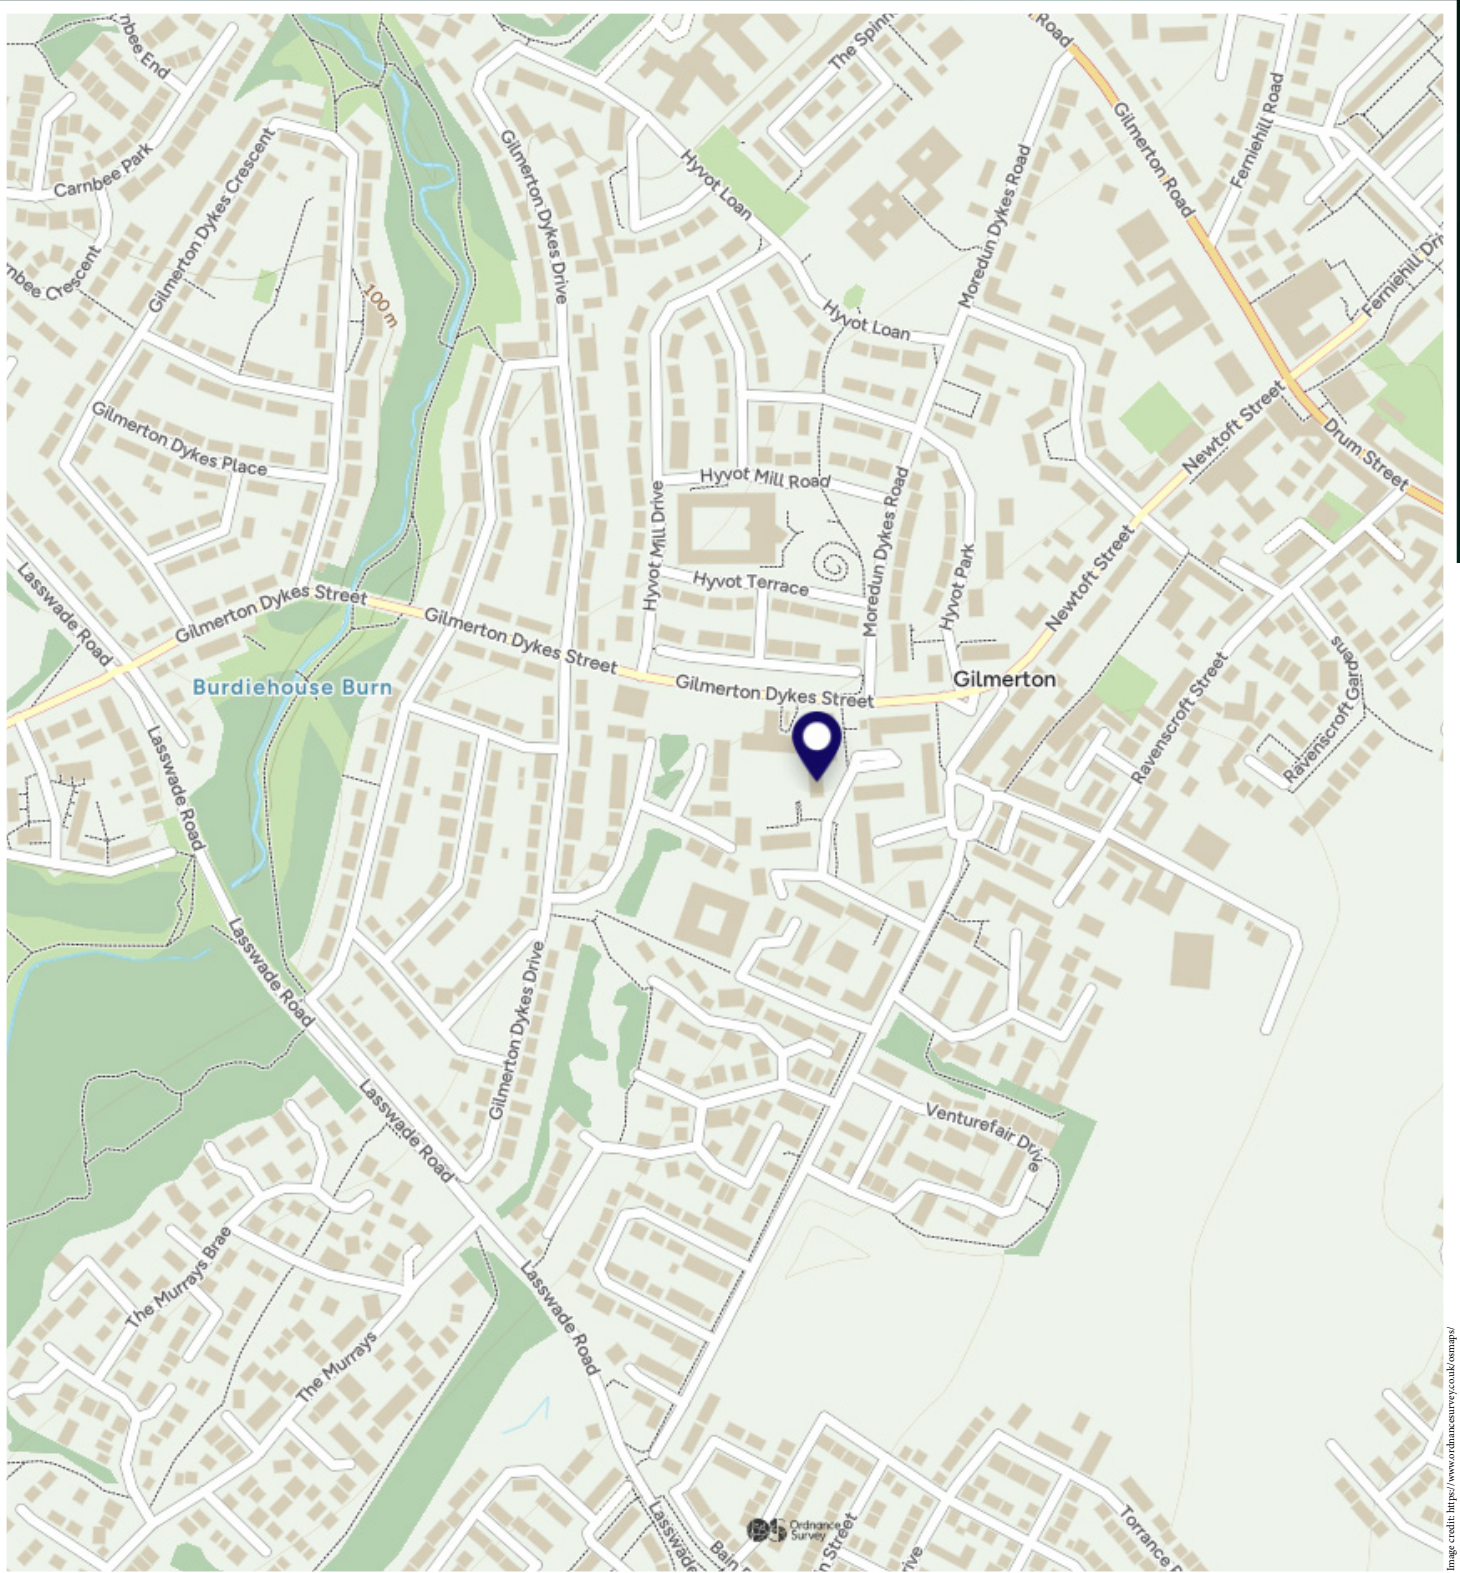 Road
The Spinn
nbee End
Gilmerton Road
Ferniehill Road
Carnbee Park
Gilmerton Dykes Crescent
Gilmerton Dykes Drive
Hyvot Loan
Moredun Dykes Road
nbee Crescent
100 m
Hyvot Loan
Ferniehill Dri
Gilmerton Dykes Place
Newtoft Street
Drum Street
Hyvot Mill Road
Hyvot Mill Drive
Moredun Dykes Road
Hyvot Park
Newtoft Street
Hyvot Terrace
Lasswade Road
Gilmerton Dykes Street
Gilmerton Dykes Street
Gilmerton Dykes Street
Gilmerton
Burdiehouse Burn
Ravenscroft Street
Ravenscroft Gardens
Lasswade Road
Lasswade Road
Gilmerton Dykes Drive
Lasswade Road
Venturefair Drive
The Murrays Brae
The Murrays
Lasswade Road
Ordnance
Survey
Lasswade
Bain
n Street
rive
Torrance
Image credit: https://www.ordnancesurvey.co.uk/osmaps/